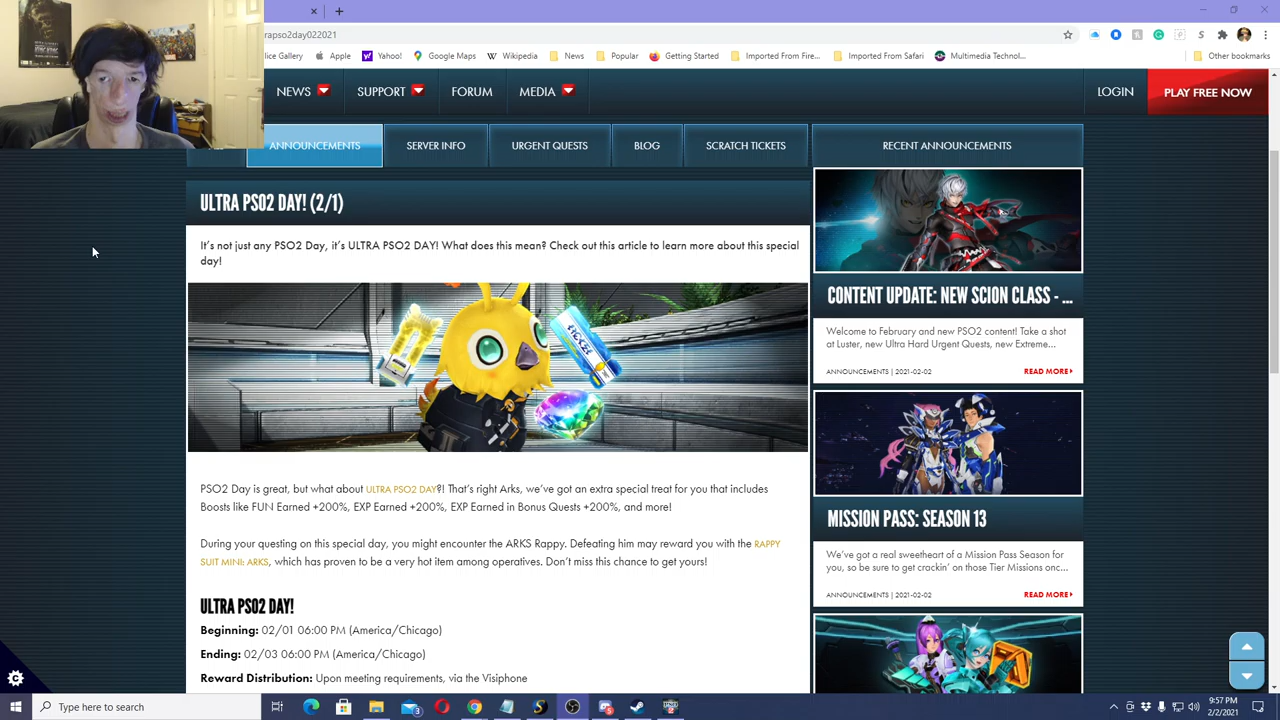 rapso2day022021
lice Gallery
Apple
Yahoo!
Google Maps
Wikipedia
News
Popular
Getting Started
Imported From Fire...
Imported From Safari
Multimedia Technol...
Other bookmarks
NEWS
SUPPORT
FORUM
MEDIA
LOGIN
PLAY FREE NOW
ANNOUNCEMENTS
SERVER INFO
URGENT QUESTS
BLOG
SCRATCH TICKETS
RECENT ANNOUNCEMENTS
ULTRA PSO2 DAY! (2/1)
It's not just any PSO2 Day, it's ULTRA PSO2 DAY! What does this mean? Check out this article to learn more about this special
day!
TICKET
PSO2 Day is great, but what about ULTRA PSO2 DAY?! That's right Arks, we've got an extra special treat for you that includes
Boosts like FUN Earned +200%, EXP Earned +200%, EXP Earned in Bonus Quests +200%, and more!
During your questing on this special day, you might encounter the ARKS Rappy. Defeating him may reward you with the RAPPY
SUIT MINI: ARKS, which has proven to be a very hot item among operatives. Don't miss this chance to get yours!
ULTRA PSO2 DAY!
Beginning: 02/01 06:00 PM (America/Chicago)
Ending: 02/03 06:00 PM (America/Chicago)
Reward Distribution: Upon meeting requirements, via the Visiphone
CONTENT UPDATE: NEW SCION CLASS - ...
Welcome to February and new PSO2 content! Take a shot
at Luster, new Ultra Hard Urgent Quests, new Extreme...
ANNOUNCEMENTS | 2021-02-02
READ MORE
MISSION PASS: SEASON 13
We've got a real sweetheart of a Mission Pass Season for
you, so be sure to get crackin' on those Tier Missions onc...
ANNOUNCEMENTS | 2021-02-02
READ MORE
Type here to search
9:57 PM
2/2/2021